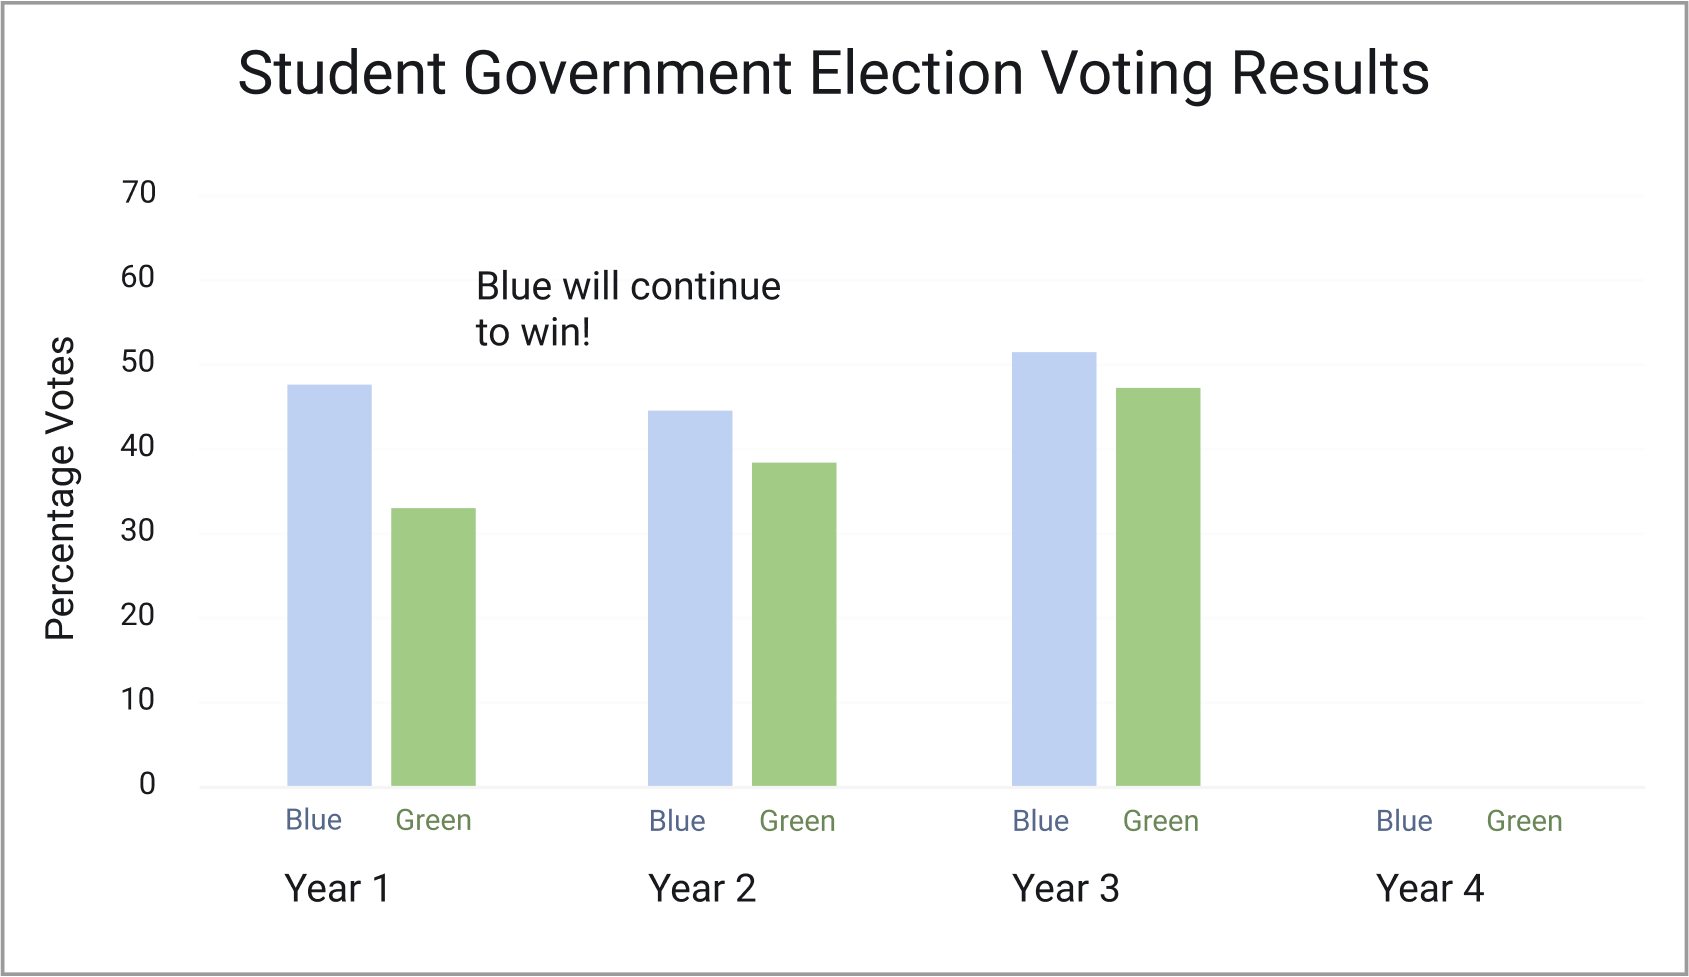 Student Government Election Voting Results
Percentage Votes
70
60
50
40
30
20
10
0
Blue will continue
to win!
Blue Green Blue Green Blue Green Blue Green
Year 1 Year 2 Year 3 Year 4